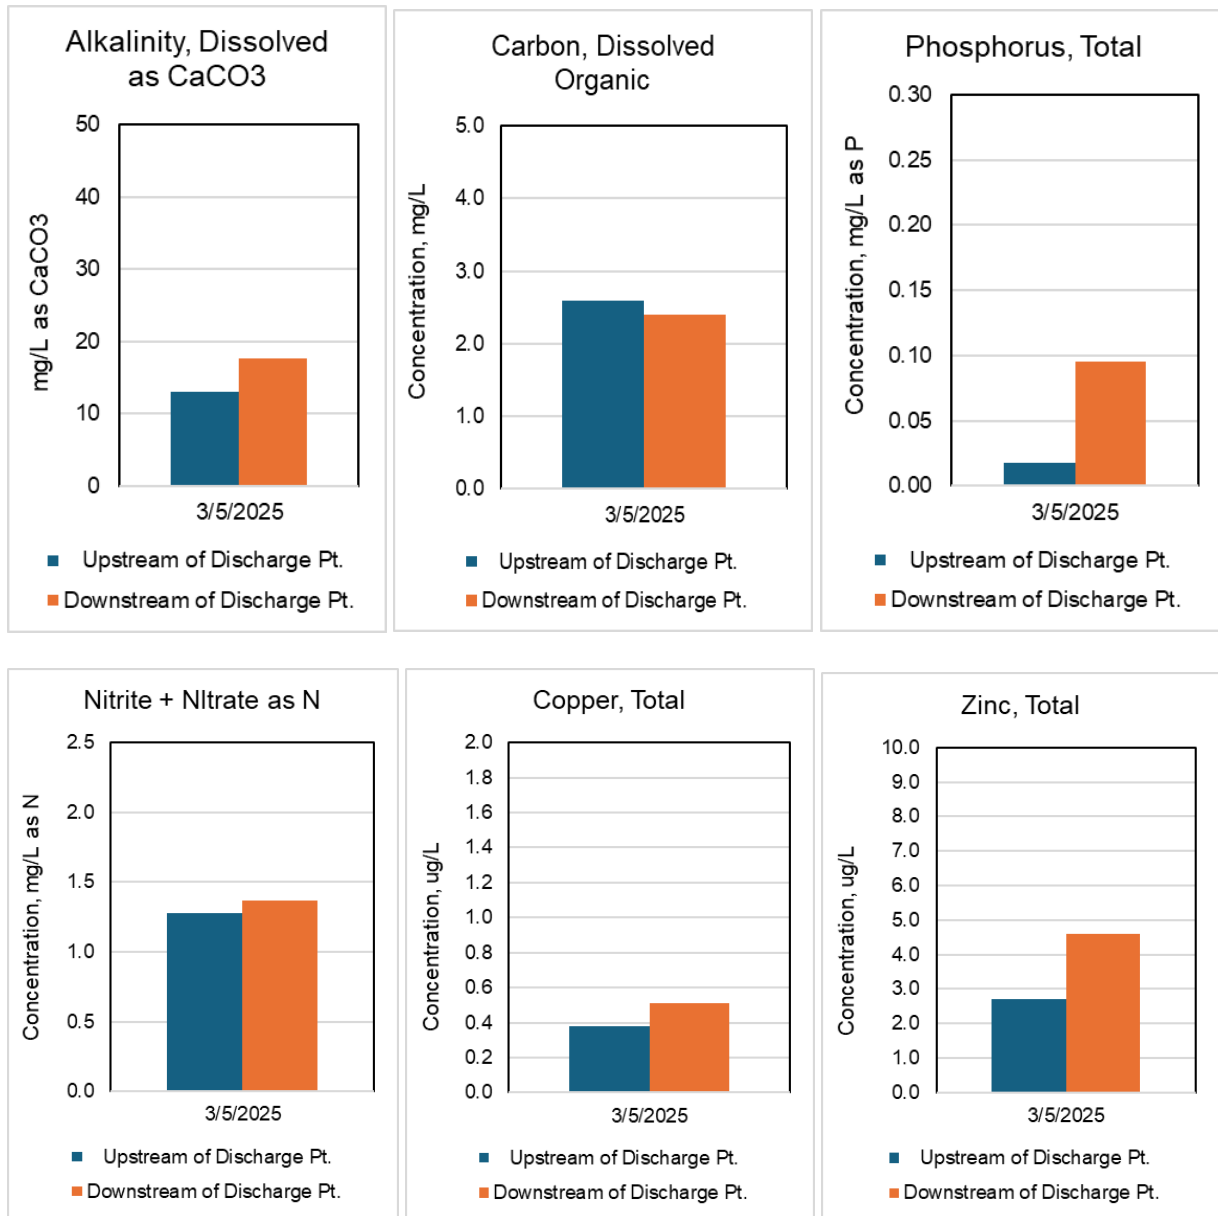 Alkalinity, Dissolved
as CaCO3
mg/L as CaCO3
50
40
30
20
10
0
3/5/2025
Upstream of Discharge Pt.
Downstream of Discharge Pt.
Carbon, Dissolved
Organic
Concentration, mg/L
5.0
4.0
3.0
2.0
1.0
0.0
3/5/2025
Upstream of Discharge Pt.
Downstream of Discharge Pt.
Phosphorus, Total
Concentration, mg/L as P
0.30
0.25
0.20
0.15
0.10
0.05
0.00
3/5/2025
Upstream of Discharge Pt.
Downstream of Discharge Pt.
Nitrite + NItrate as N
Concentration, mg/L as N
2.5
2.0
1.5
1.0
0.5
0.0
3/5/2025
Upstream of Discharge Pt.
Downstream of Discharge Pt.
Copper, Total
Concentration, ug/L
2.0
1.8
1.6
1.4
1.2
1.0
0.8
0.6
0.4
0.2
0.0
3/5/2025
Upstream of Discharge Pt.
Downstream of Discharge Pt.
Zinc, Total
Concentration, ug/L
10.0
9.0
8.0
7.0
6.0
5.0
4.0
3.0
2.0
1.0
0.0
3/5/2025
Upstream of Discharge Pt.
Downstream of Discharge Pt.